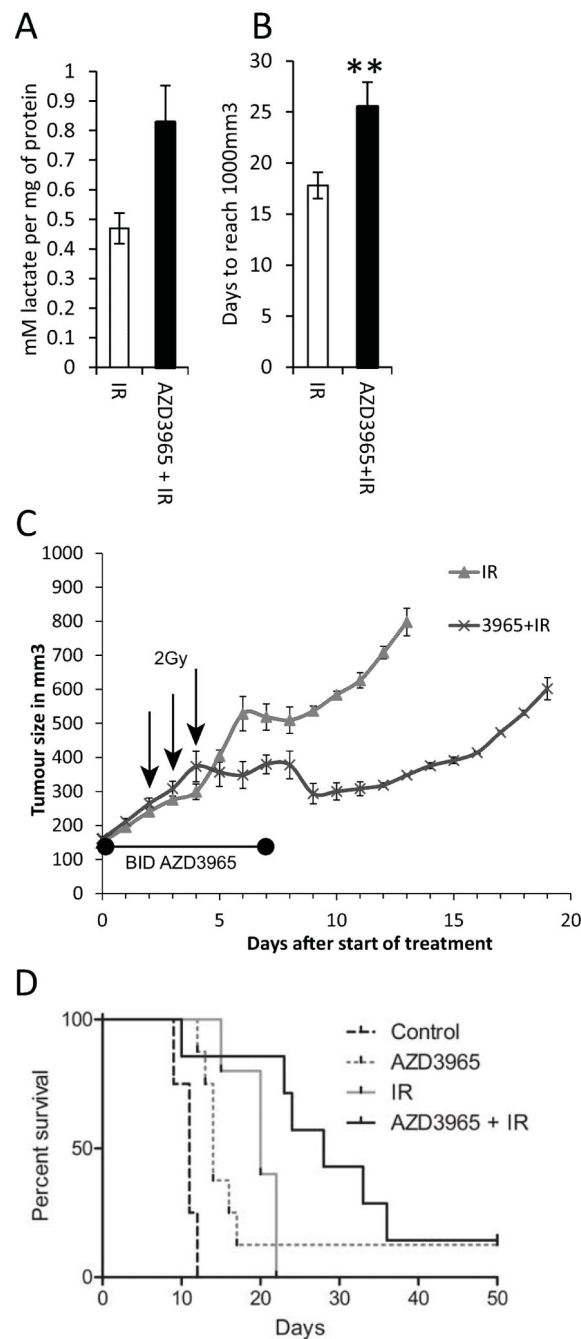 A
mM lactate per mg of protein
1
0.9
0.8
0.7
0.6
0.5
0.4
0.3
0.2
0.1
0
IR
AZD3965 + IR
B
**
Days to reach 1000mm3
30
25
20
15
10
5
0
IR
AZD3965+IR
C
Tumour size in mm3
1000
900
800
700
600
500
400
300
200
100
0
IR
3965+IR
2Gy
BID AZD3965
0 5 10 15 20
Days after start of treatment
D
Percent survival
100
50
0
Control
AZD3965
IR
AZD3965 + IR
0 10 20 30 40 50
Days